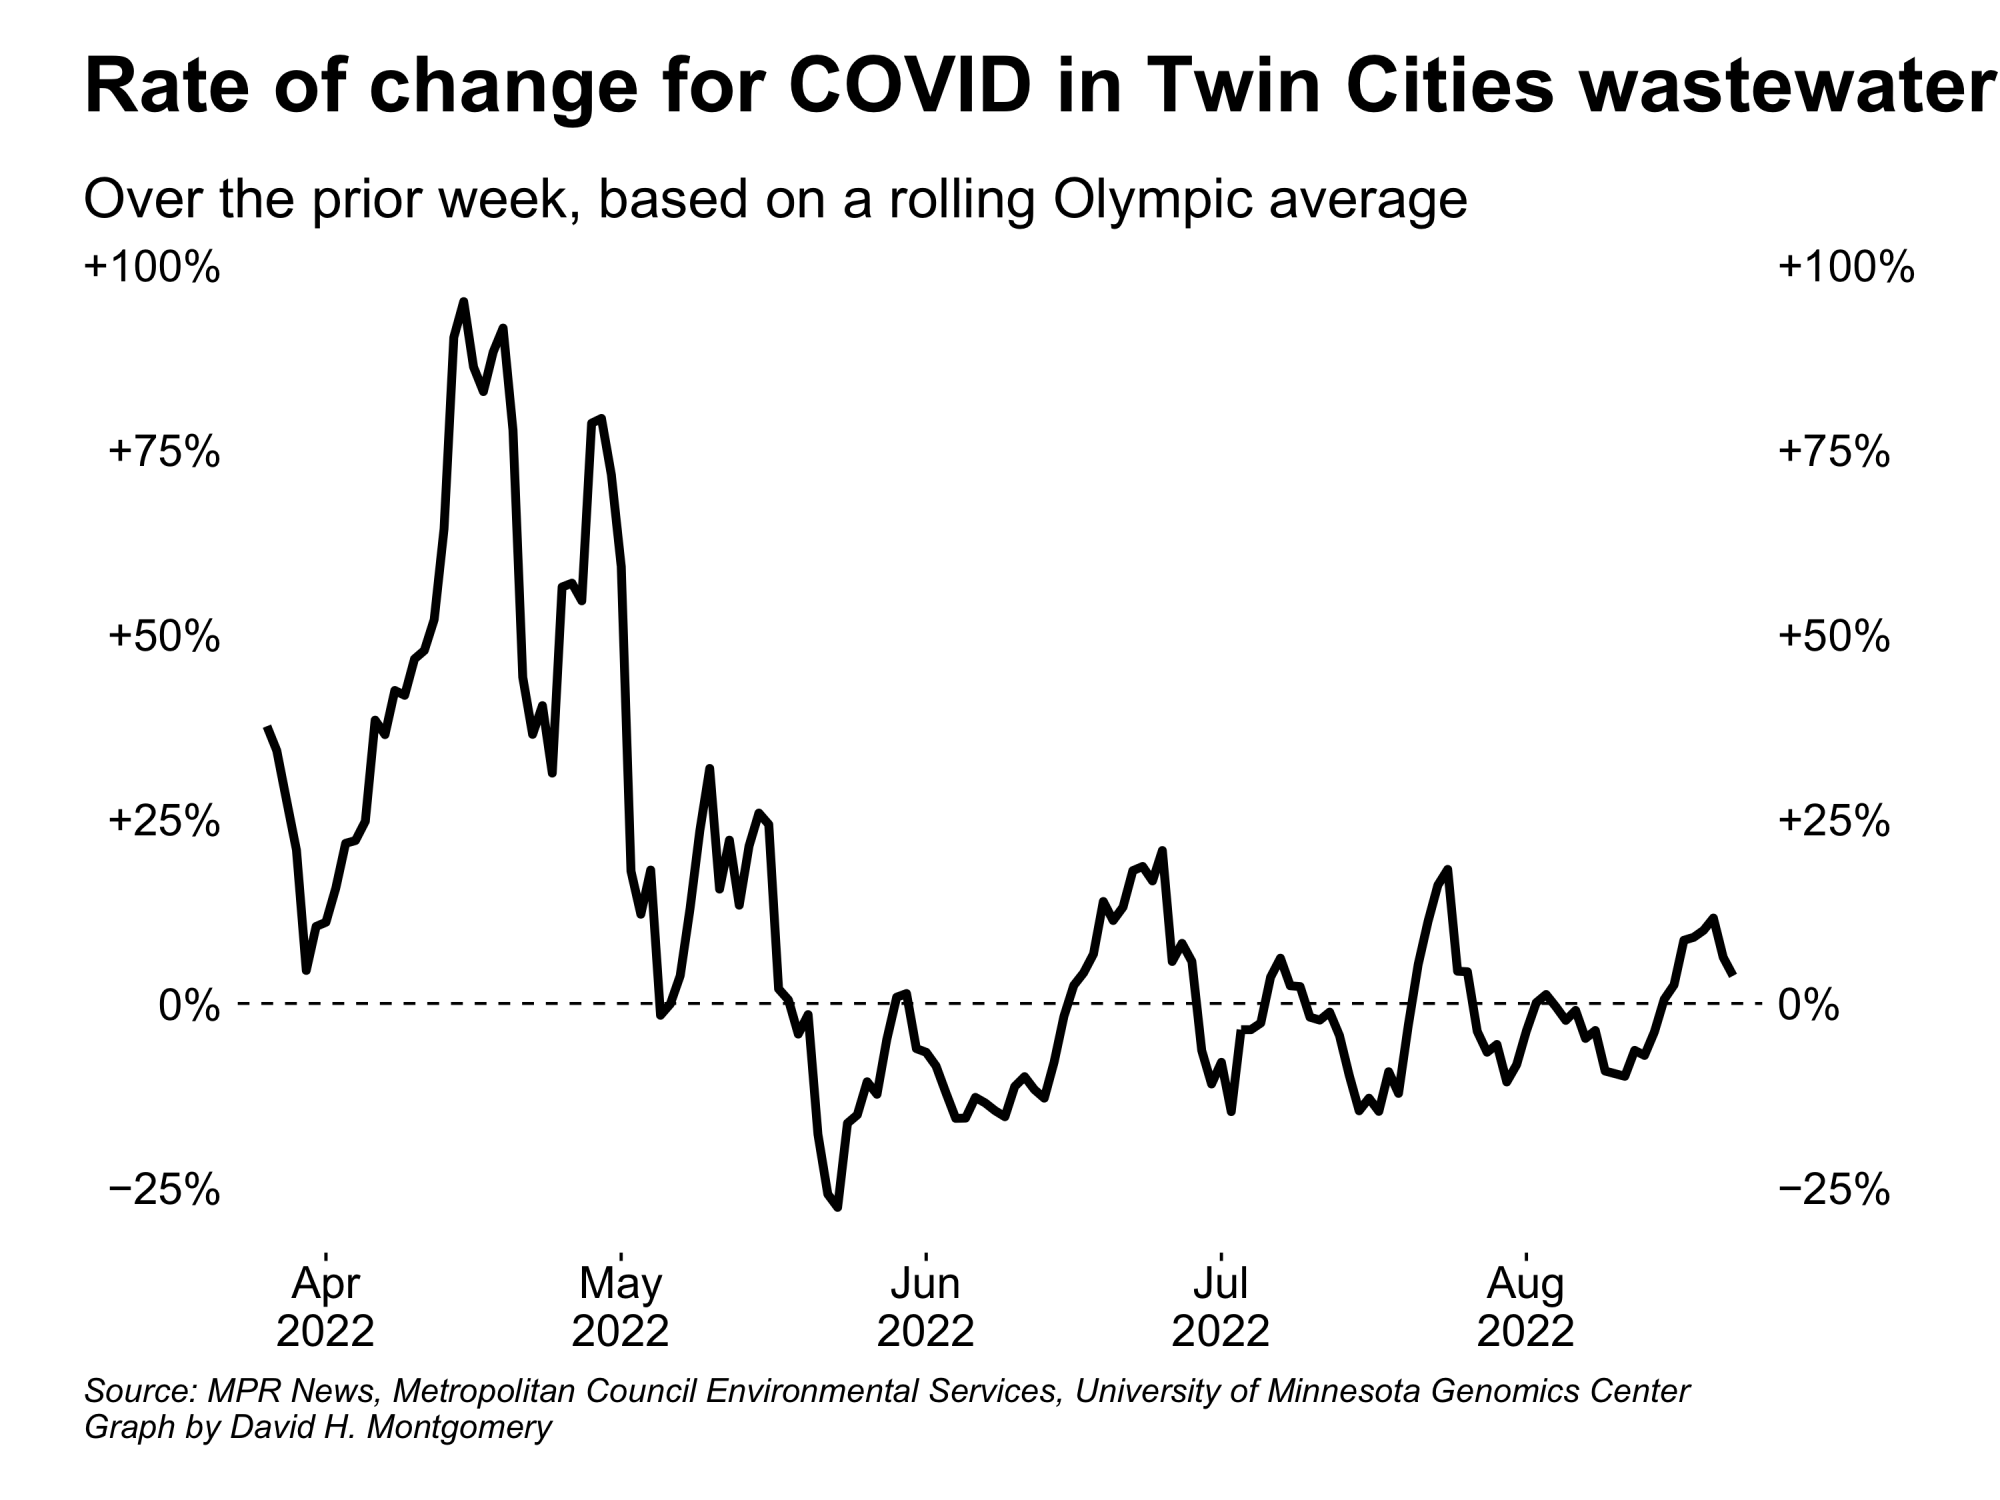 Rate of change for COVID in Twin Cities wastewater
Over the prior week, based on a rolling Olympic average
+100% +100%
+75% +75%
+50% +50%
+25% +25%
0% 0%
−25% −25%
Apr May Jun Jul Aug
2022 2022 2022 2022 2022
Source: MPR News, Metropolitan Council Environmental Services, University of Minnesota Genomics Center
Graph by David H. Montgomery